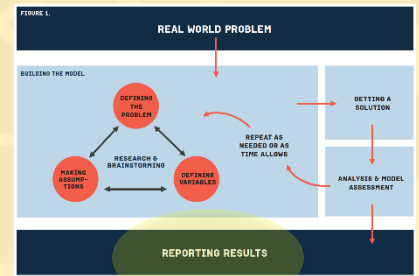 FIGURE 1.
REAL WORLD PROBLEM
BUILDING THE MODEL
DEFINING
THE
PROBLEM
RESEARCH &
BRAINSTORMING
MAKING
ASSUMP-
TIONS
DEFINING
VARIABLES
REPEAT AS
NEEDED OR AS
TIME ALLOWS
GETTING A
SOLUTION
ANALYSIS & MODEL
ASSESSMENT
REPORTING RESULTS